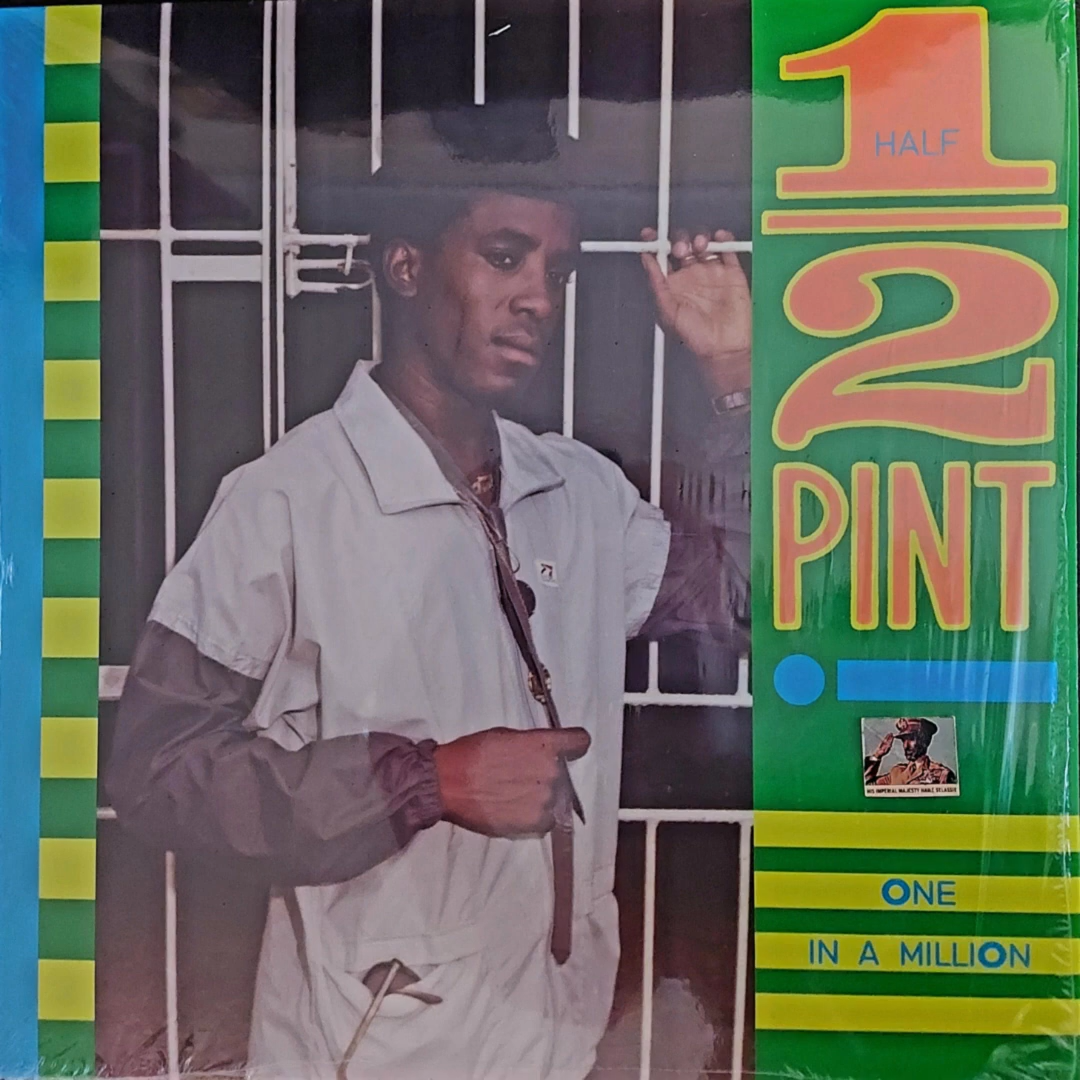 1
HALF
2
PINT
HIS IMPERIAL MAJESTY HAILE SELASSIE
ONE
IN A MILLION